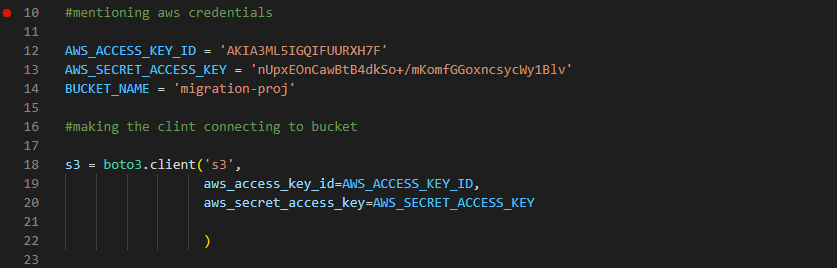 10 #mentioning aws credentials
11
12 AWS_ACCESS_KEY_ID = 'AKIA3ML5IGQIFUURXH7F'
13 AWS_SECRET_ACCESS_KEY = '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'
14 BUCKET_NAME = 'migration-proj'
15
16 #making the clint connecting to bucket
17
18 s3 = boto3.client('s3',
19 aws_access_key_id=AWS_ACCESS_KEY_ID,
20 aws_secret_access_key=AWS_SECRET_ACCESS_KEY
21
22 )
23